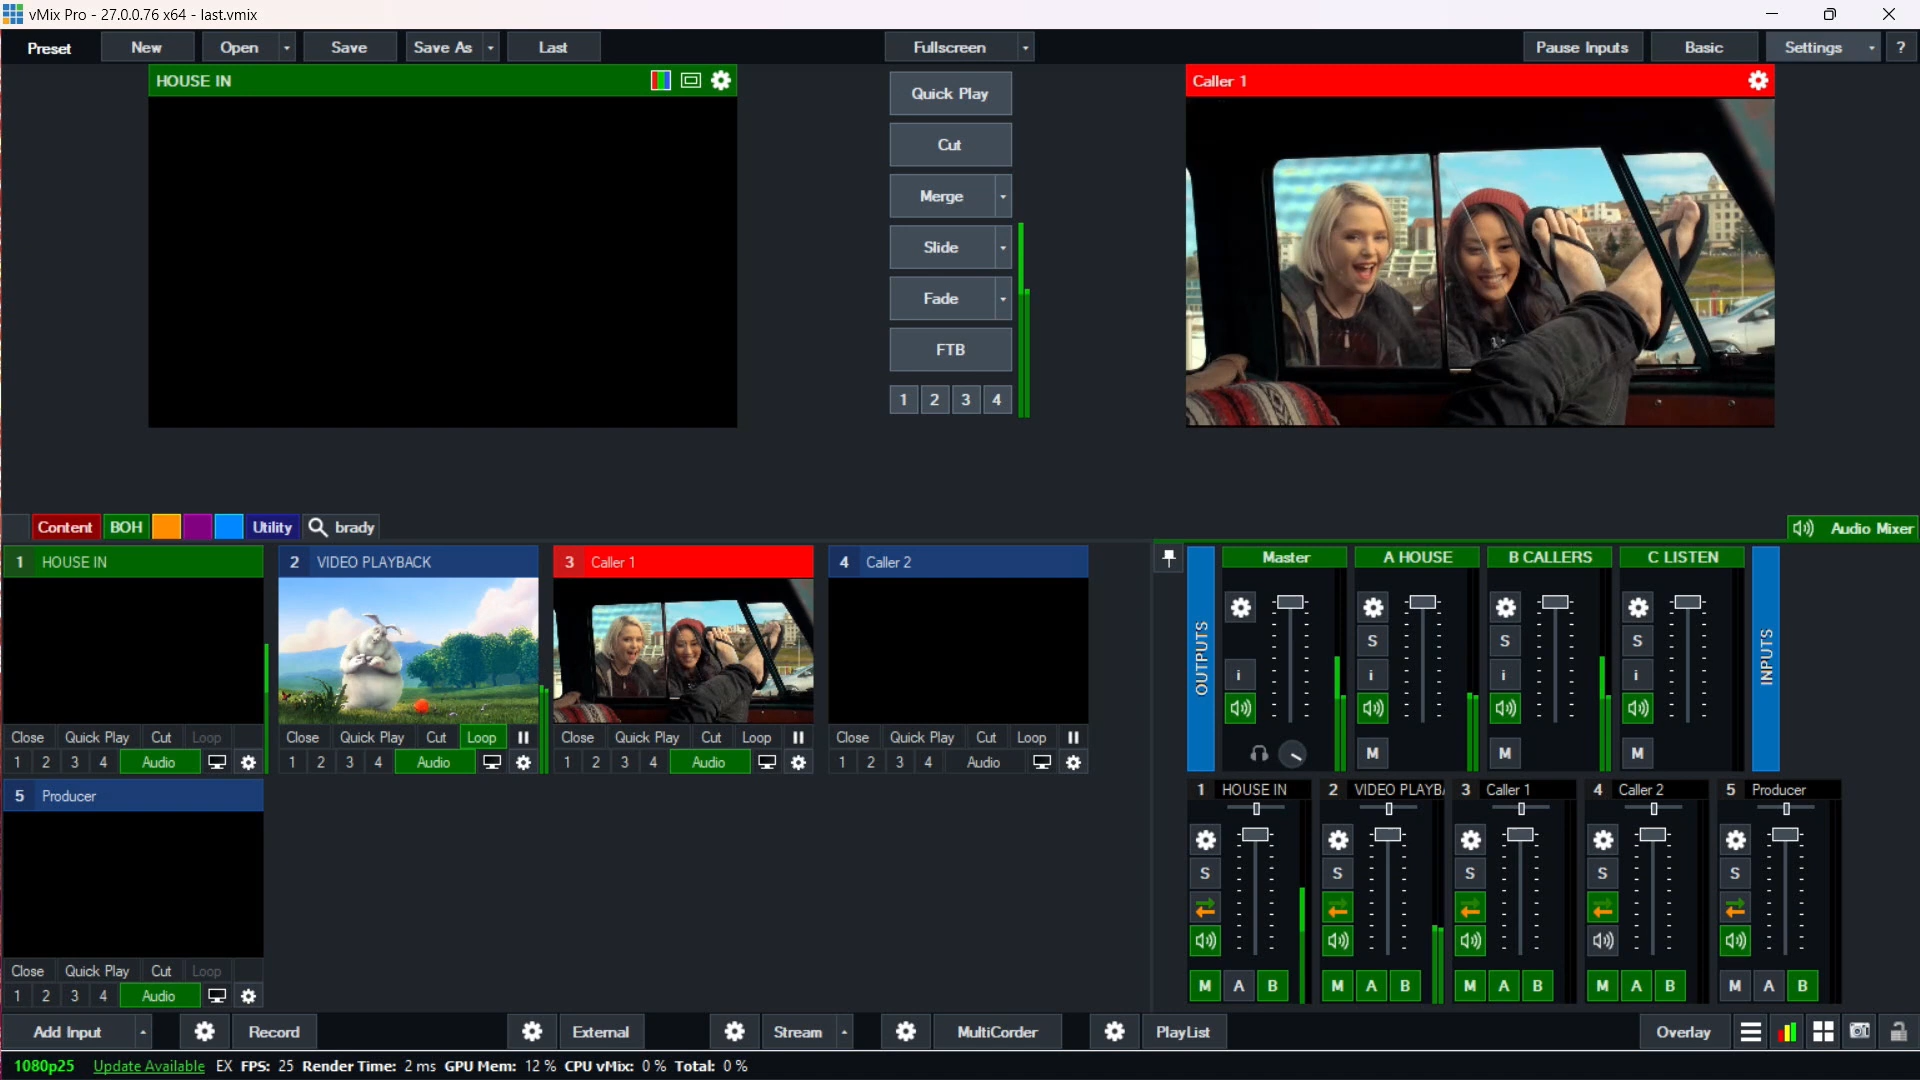 vMix Pro - 27.0.0.76 x64 - last.vmix
Preset New Open Save Save As Last Fullscreen Pause Inputs Basic Settings ?
HOUSE IN
Caller 1
Quick Play
Cut
Merge
Slide
Fade
FTB
1 2 3 4
Content BOH Utility brady
Audio Mixer
1 HOUSE IN
2 VIDEO PLAYBACK
3 Caller 1
4 Caller 2
Close Quick Play Cut Loop
1 2 3 4 Audio
Close Quick Play Cut Loop
1 2 3 4 Audio
Close Quick Play Cut Loop
1 2 3 4 Audio
Close Quick Play Cut Loop
1 2 3 4 Audio
5 Producer
Close Quick Play Cut Loop
1 2 3 4 Audio
OUTPUTS
Master A HOUSE B CALLERS C LISTEN
S S S
i i i i
M M M
INPUTS
1 HOUSE IN 2 VIDEO PLAYBA 3 Caller 1 4 Caller 2 5 Producer
S S S S S
M A B M A B M A B M A B M A B
Add Input Record External Stream MultiCorder PlayList Overlay
1080p25 Update Available EX FPS: 25 Render Time: 2 ms GPU Mem: 12 % CPU vMix: 0 % Total: 0 %